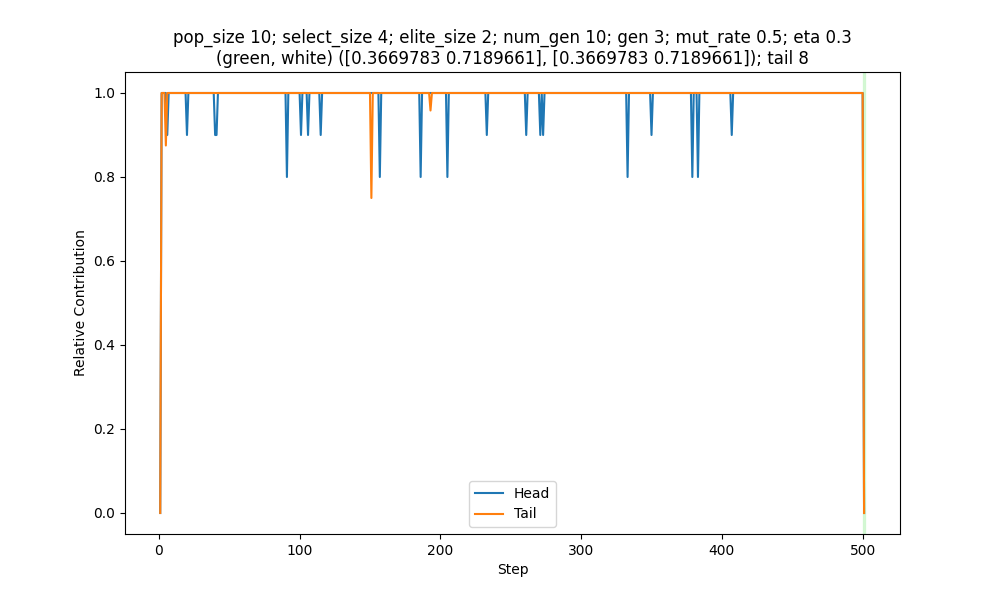 pop_size 10; select_size 4; elite_size 2; num_gen 10; gen 3; mut_rate 0.5; eta 0.3
(green, white) ([0.3669783 0.7189661], [0.3669783 0.7189661]); tail 8
Relative Contribution
1.0
0.8
0.6
0.4
0.2
0.0
Head
Tail
0 100 200 300 400 500
Step